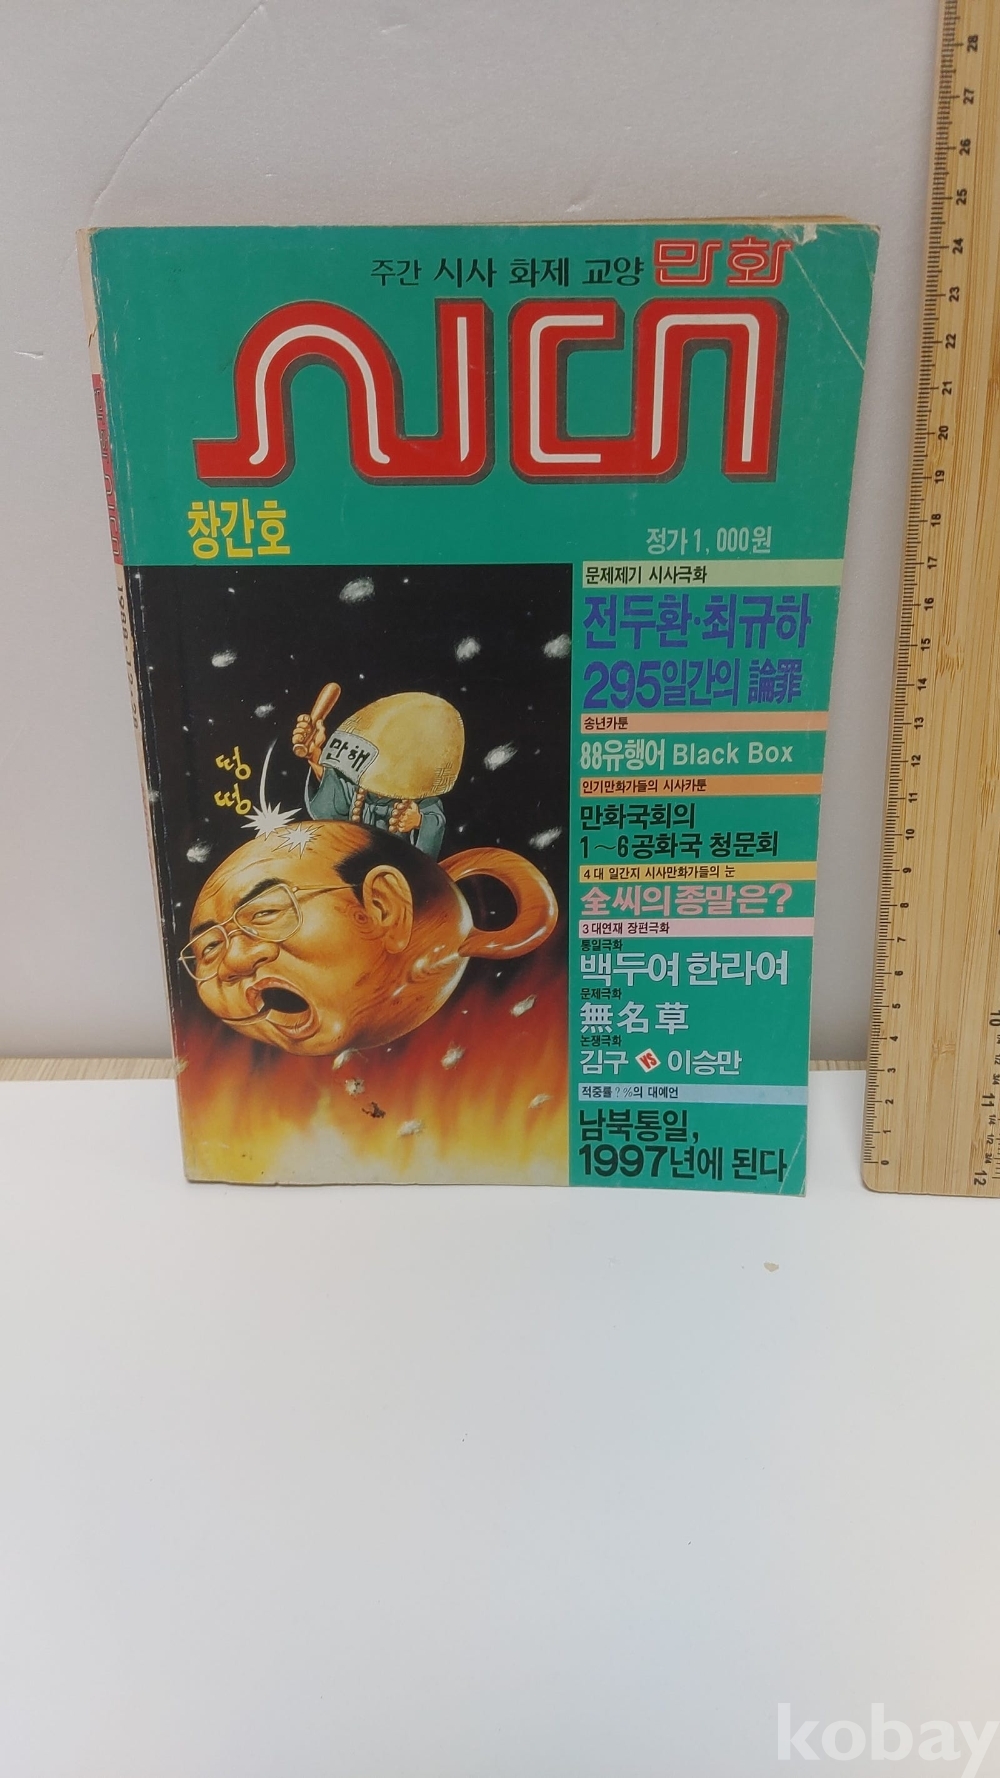 주간 시사 화제 교양 만화
시대
창간호
정가 1,000원
문제제기 시사극화
전두환·최규하
295일간의 論罪
송년카툰
88유행어 Black Box
인기만화가들의 시사카툰
만화국회의
1~6공화국 청문회
4대 일간지 시사만화가들의 눈
全씨의 종말은?
3대연재 장편극화
통일극화
백두여 한라여
문제극화
無名草
논쟁극화
김구 VS 이승만
적중률?%의 대예언
남북통일,
1997년에 된다
만해
떵
떵
kobay